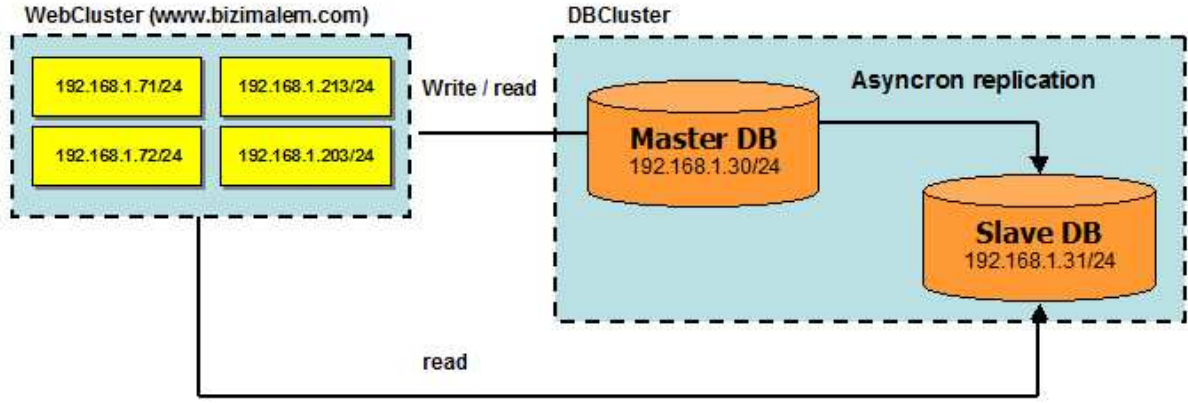 WebCluster (www.bizimalem.com)
DBCluster
192.168.1.71/24
192.168.1.213/24
192.168.1.72/24
192.168.1.203/24
Write / read
Asyncron replication
Master DB
192.168.1.30/24
Slave DB
192.168.1.31/24
read